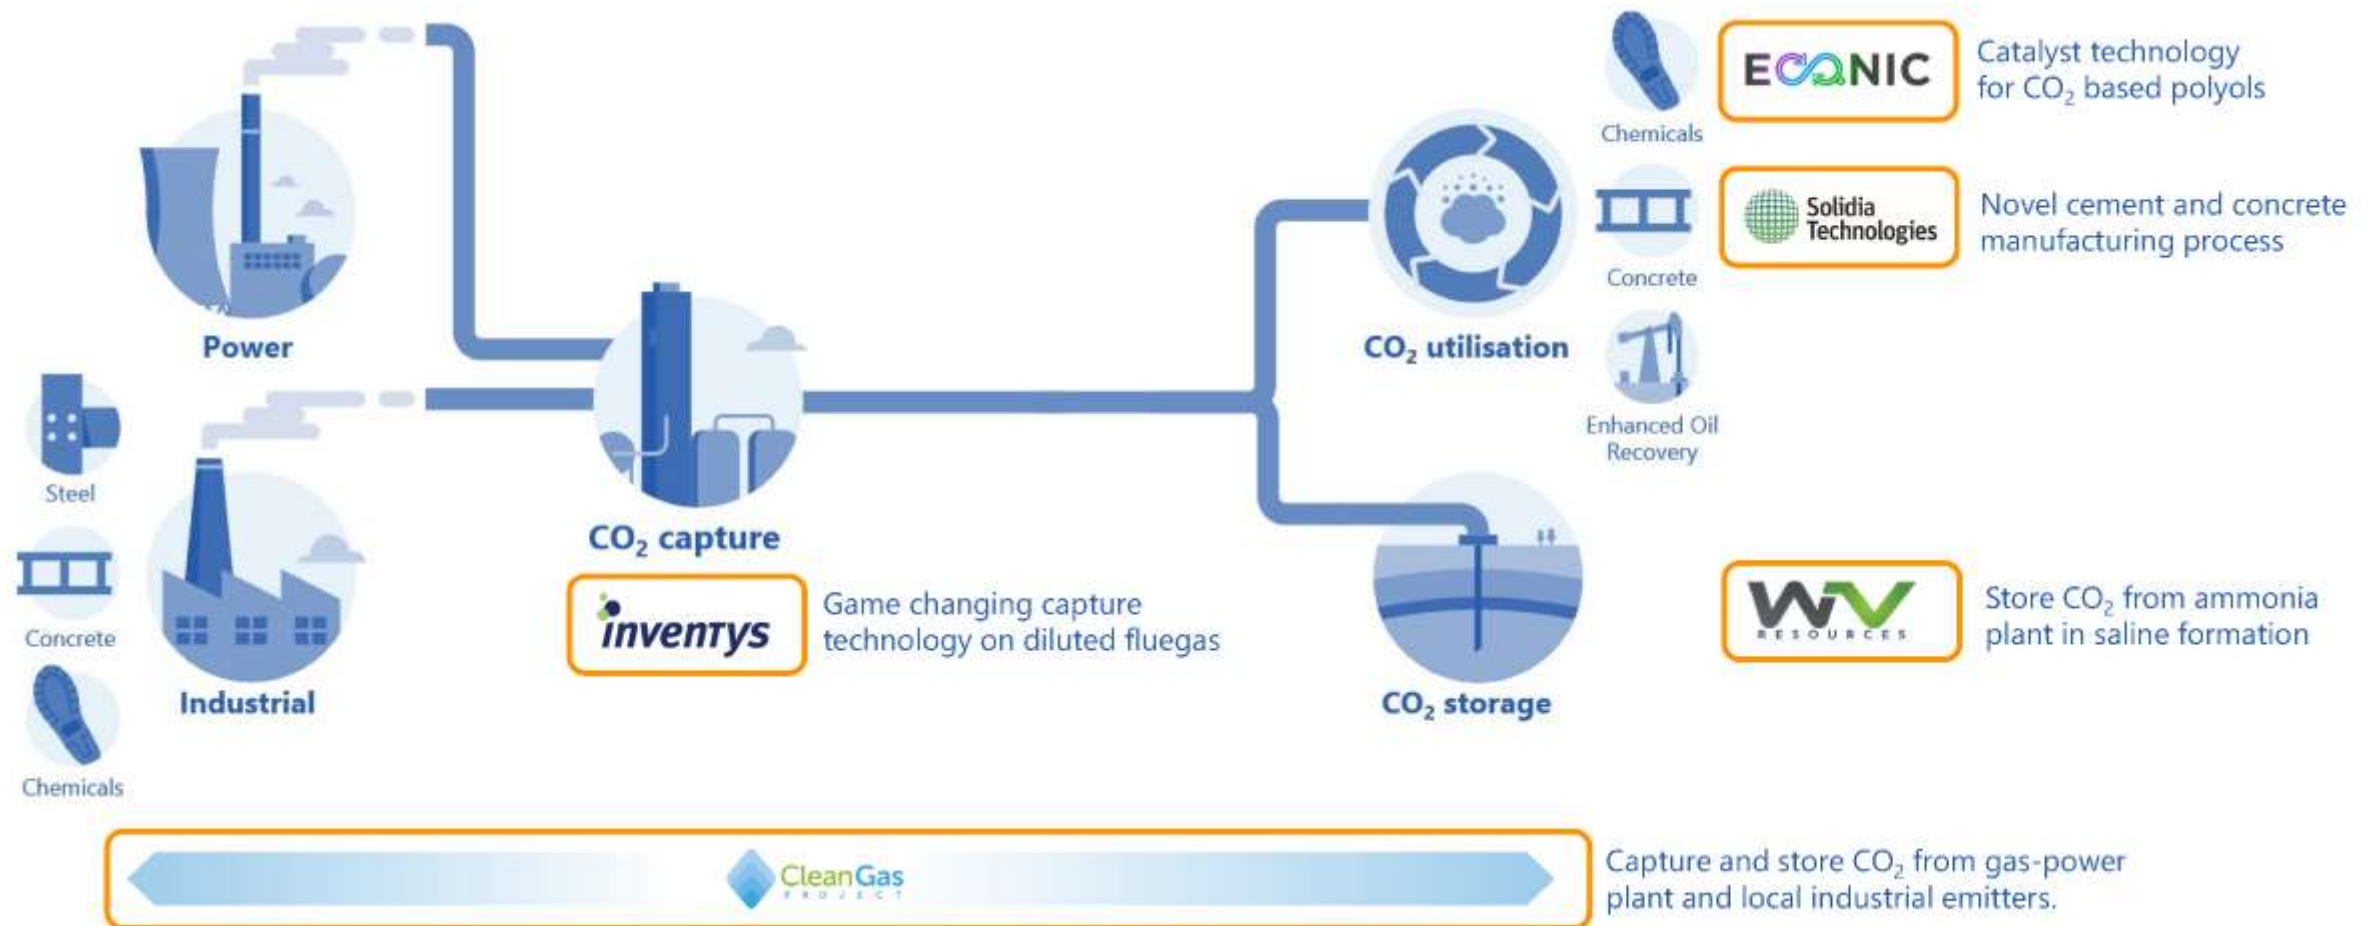 Power
Steel
Concrete
Chemicals
Industrial
CO₂ capture
inventys
Game changing capture
technology on diluted fluegas
CO₂ utilisation
Chemicals
Concrete
Enhanced Oil
Recovery
ECONIC
Catalyst technology
for CO₂ based polyols
Solidia
Technologies
Novel cement and concrete
manufacturing process
CO₂ storage
WV
RESOURCES
Store CO₂ from ammonia
plant in saline formation
CleanGas
PROJECT
Capture and store CO₂ from gas-power
plant and local industrial emitters.